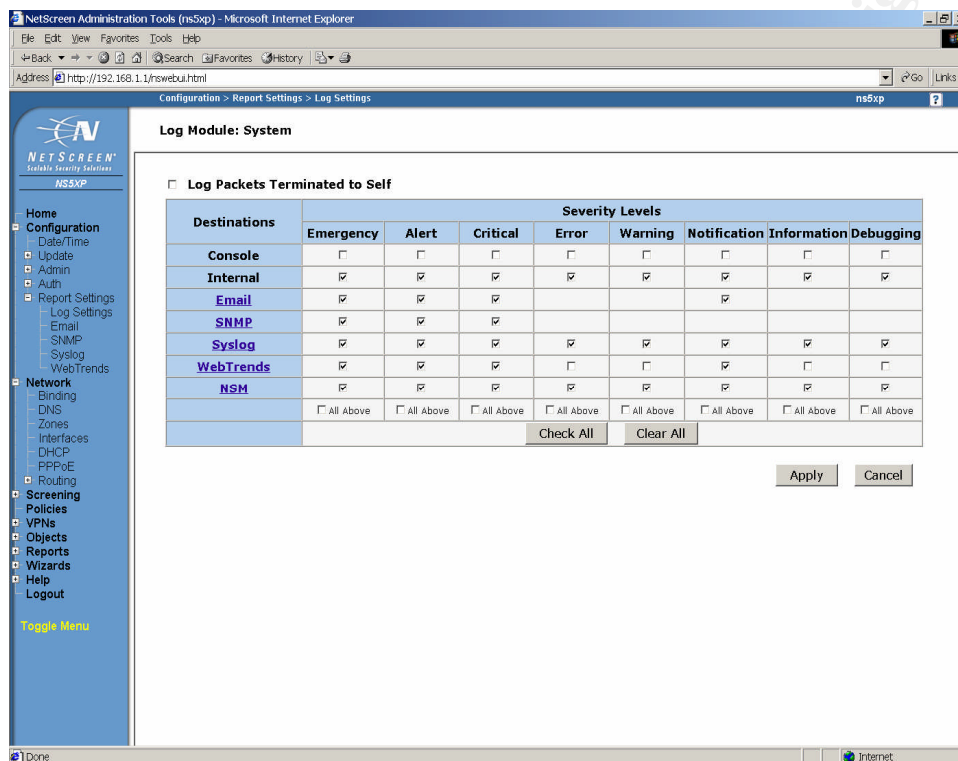 NetScreen Administration Tools (ns5xp) - Microsoft Internet Explorer
File Edit View Favorites Tools Help
Back Search Favorites History
Address http://192.168.1.1/nswebui.html Go Links
Configuration > Report Settings > Log Settings ns5xp ?
N
NETSCREEN
Scalable Security Solutions
NS5XP
Home
Configuration
Date/Time
Update
Admin
Auth
Report Settings
Log Settings
Email
SNMP
Syslog
WebTrends
Network
Binding
DNS
Zones
Interfaces
DHCP
PPPoE
Routing
Screening
Policies
VPNs
Objects
Reports
Wizards
Help
Logout
Toggle Menu
Log Module: System
Log Packets Terminated to Self
Destinations Severity Levels
Emergency Alert Critical Error Warning Notification Information Debugging
Console
Internal
Email
SNMP
Syslog
WebTrends
NSM
All Above All Above All Above All Above All Above All Above All Above All Above
Check All Clear All
Apply Cancel
Done Internet